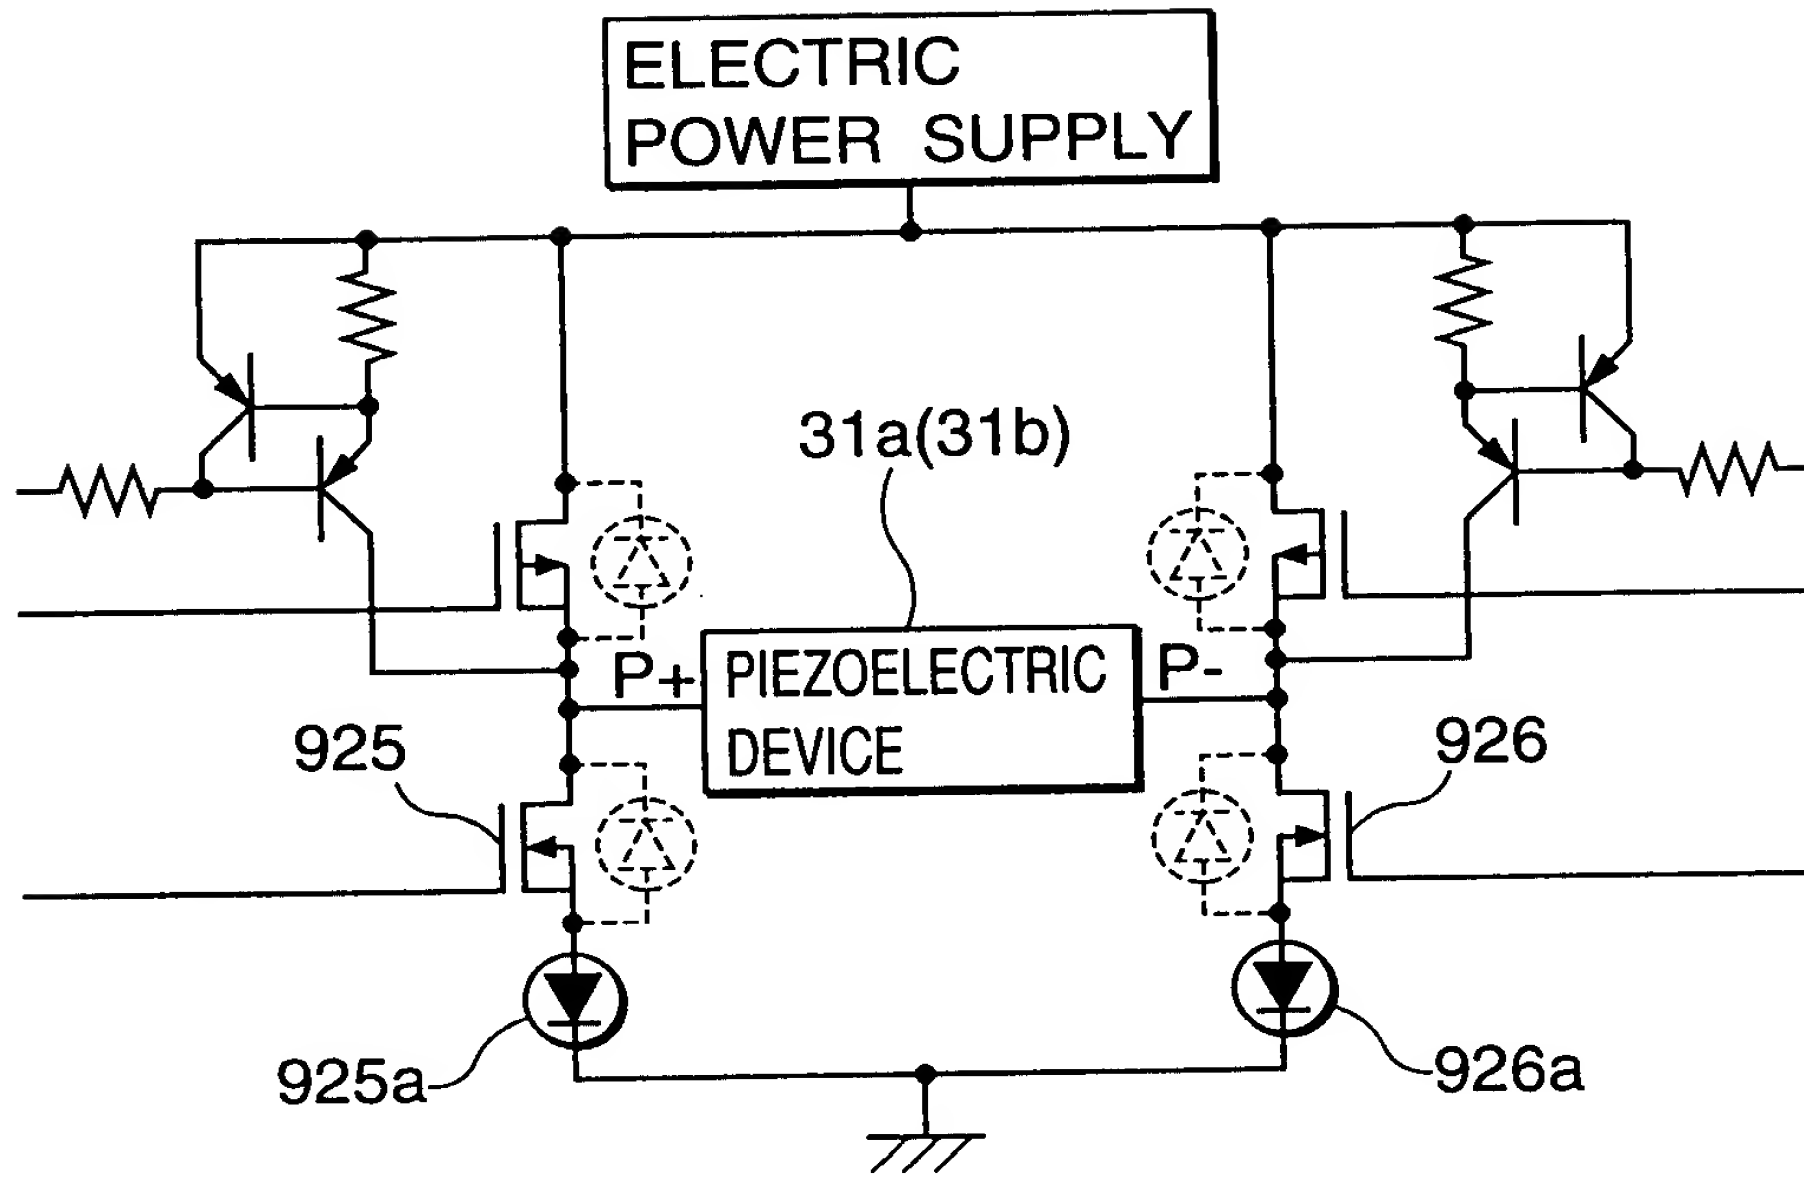 ELECTRIC
POWER SUPPLY
31a(31b)
P+
PIEZOELECTRIC
DEVICE
P-
925
926
925a
926a